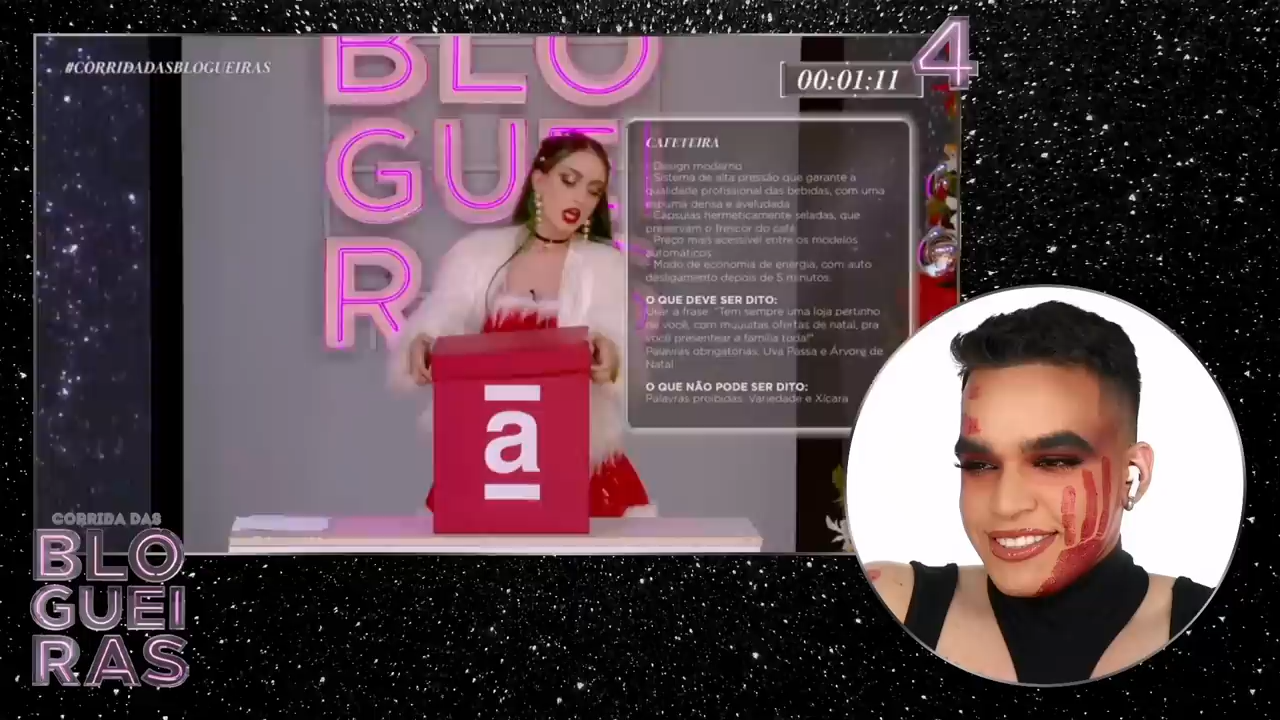 #CORRIDADASBLOGUEIRAS
4
00:01:11
BLO
GUE
R
CAFETEIRA
- Design moderno
- Sistema de alta pressão que garante a
qualidade profissional das bebidas, com uma
espuma densa e aveludada
- Cápsulas hermeticamente seladas, que
preservam o frescor do café
- Preço mais acessível entre os modelos
automáticos
- Modo de economia de energia, com auto
desligamento depois de 5 minutos.
O QUE DEVE SER DITO:
Usar a frase: "Tem sempre uma loja pertinho
de você, com muuuitas ofertas de natal, pra
você presentear a família toda!"
Palavras obrigatórias: Uva Passa e Árvore de
Natal
O QUE NÃO PODE SER DITO:
Palavras proibidas: Variedade e Xícara
a
CORRIDA DAS
BLO
GUEI
RAS